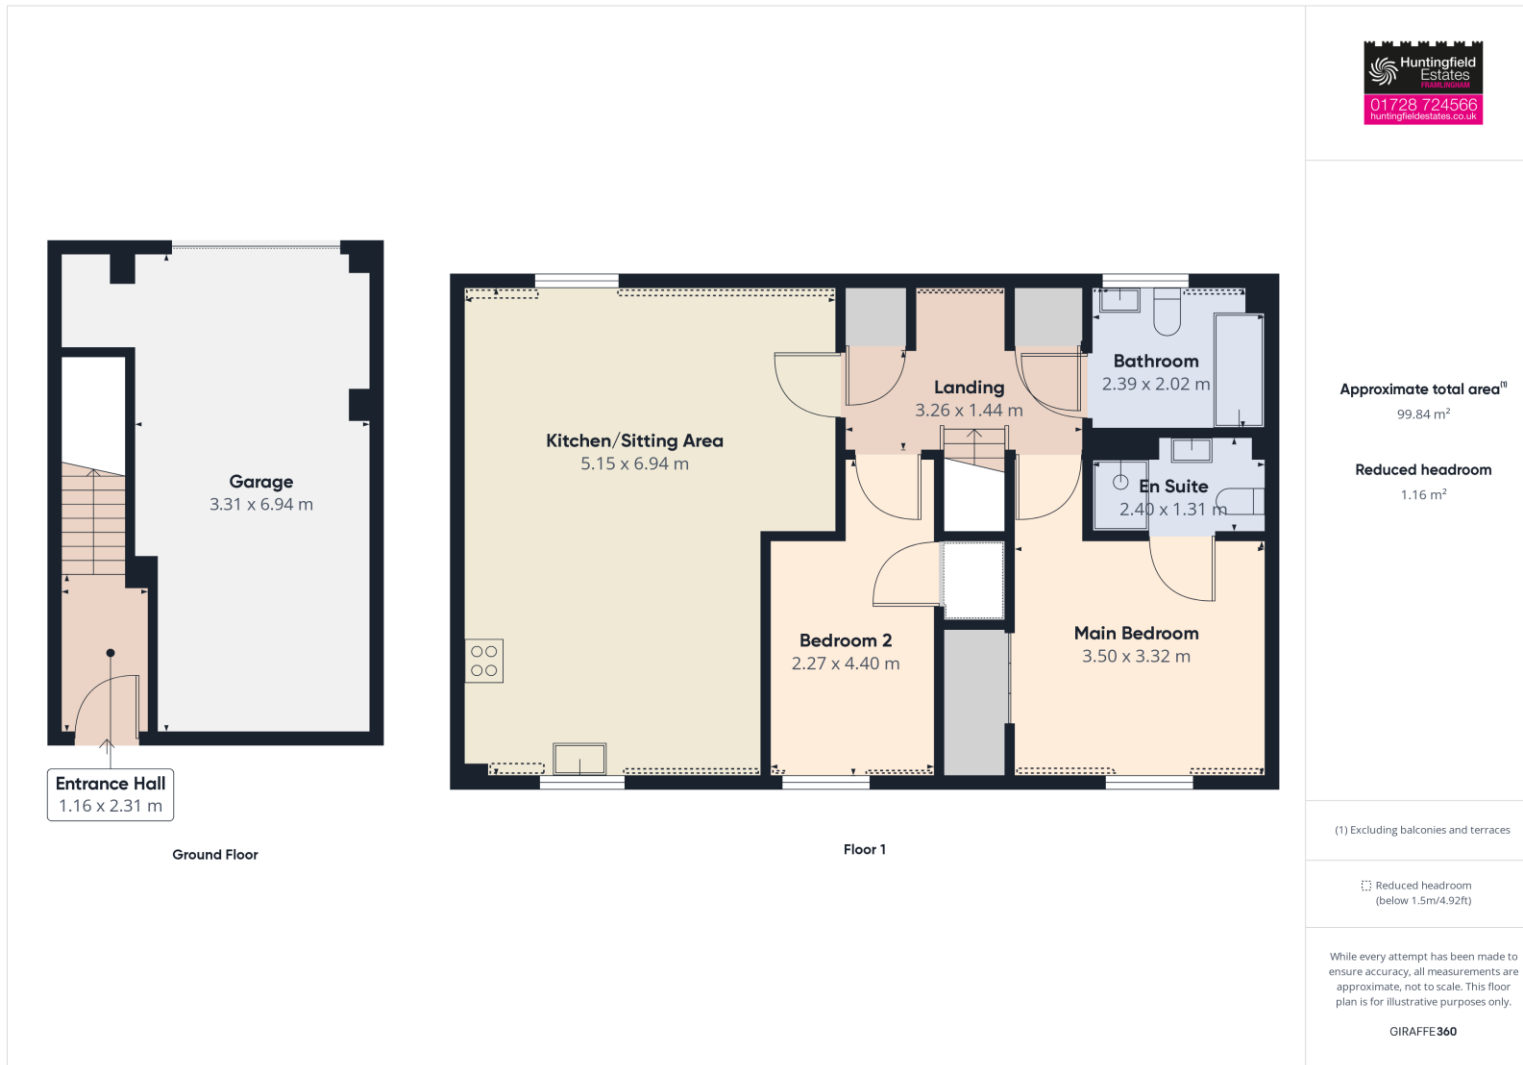 Huntingfield
Estates
FRAMLINGHAM
01728 724566
huntingfieldestates.co.uk
Garage
3.31 x 6.94 m
Entrance Hall
1.16 x 2.31 m
Ground Floor
Kitchen/Sitting Area
5.15 x 6.94 m
Landing
3.26 x 1.44 m
Bathroom
2.39 x 2.02 m
En Suite
2.40 x 1.31 m
Bedroom 2
2.27 x 4.40 m
Main Bedroom
3.50 x 3.32 m
Floor 1
Approximate total area(1)
99.84 m²
Reduced headroom
1.16 m²
(1) Excluding balconies and terraces
Reduced headroom
(below 1.5m/4.92ft)
While every attempt has been made to
ensure accuracy, all measurements are
approximate, not to scale. This floor
plan is for illustrative purposes only.
GIRAFFE360